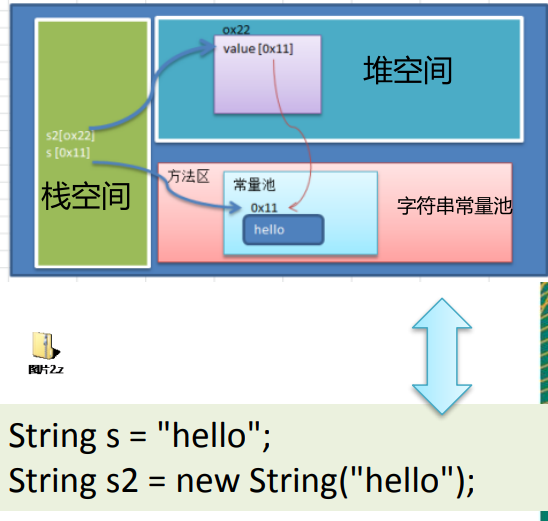 ox22
value [0x11]
堆空间
s2[ox22]
s [0x11]
栈空间
方法区
常量池
0x11
hello
字符串常量池
图片2.z
String s = "hello";
String s2 = new String("hello");